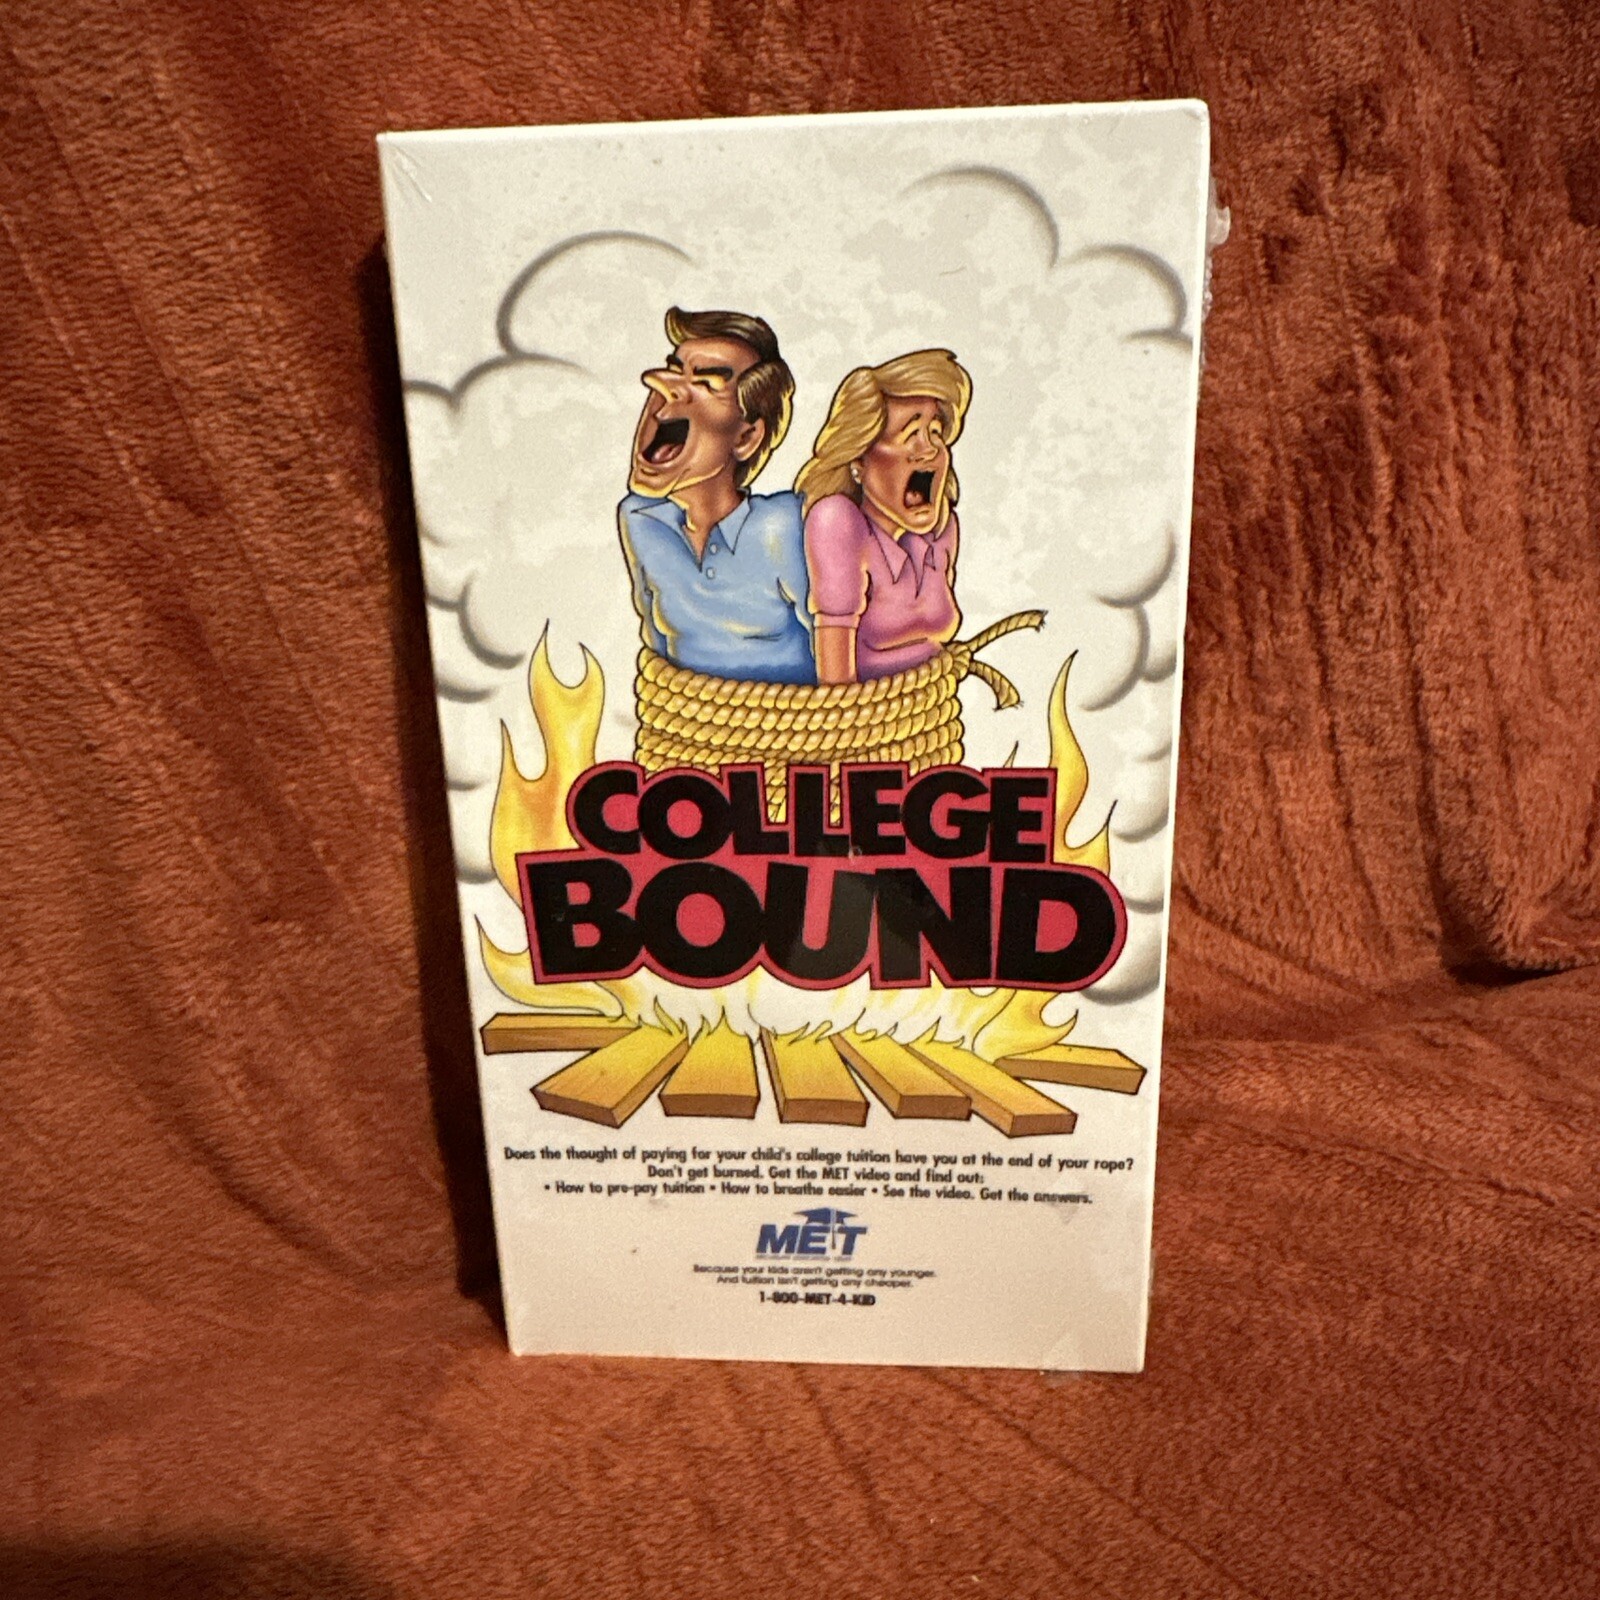 COLLEGE
BOUND
Does the thought of paying for your child's college tuition have you at the end of your rope?
Don't get burned. Get the MET video and find out:
• How to pre-pay tuition • How to breathe easier • See the video. Get the answers.
MET
Because your kids aren't getting any younger.
And tuition isn't getting any cheaper.
1-800-MET-4-KID